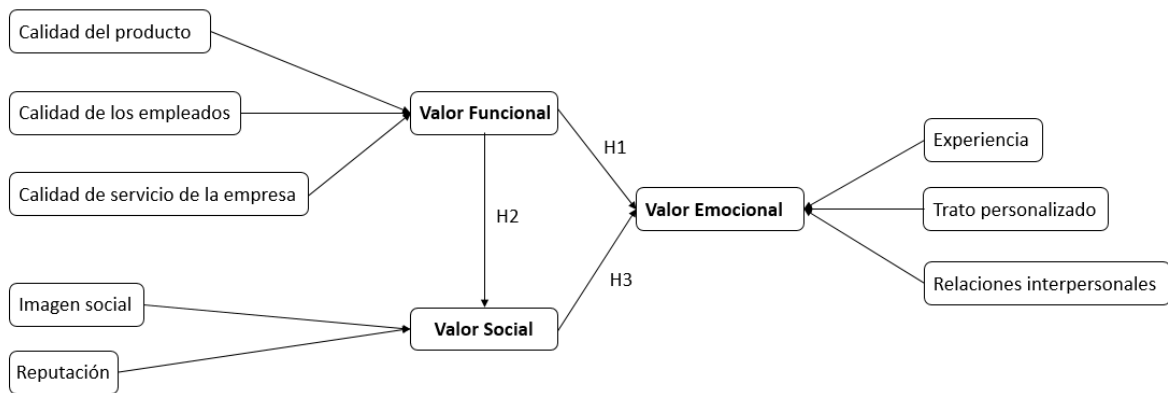 Calidad del producto
Calidad de los empleados
Calidad de servicio de la empresa
Imagen social
Reputación
Valor Funcional
H2
Valor Social
H1
H3
Valor Emocional
Experiencia
Trato personalizado
Relaciones interpersonales